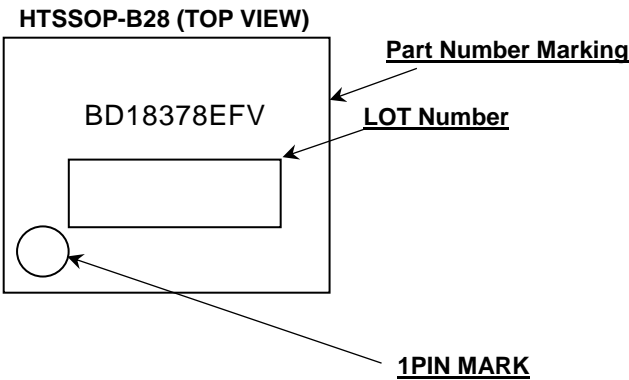 HTSSOP-B28 (TOP VIEW)
Part Number Marking
BD18378EFV
LOT Number
1PIN MARK